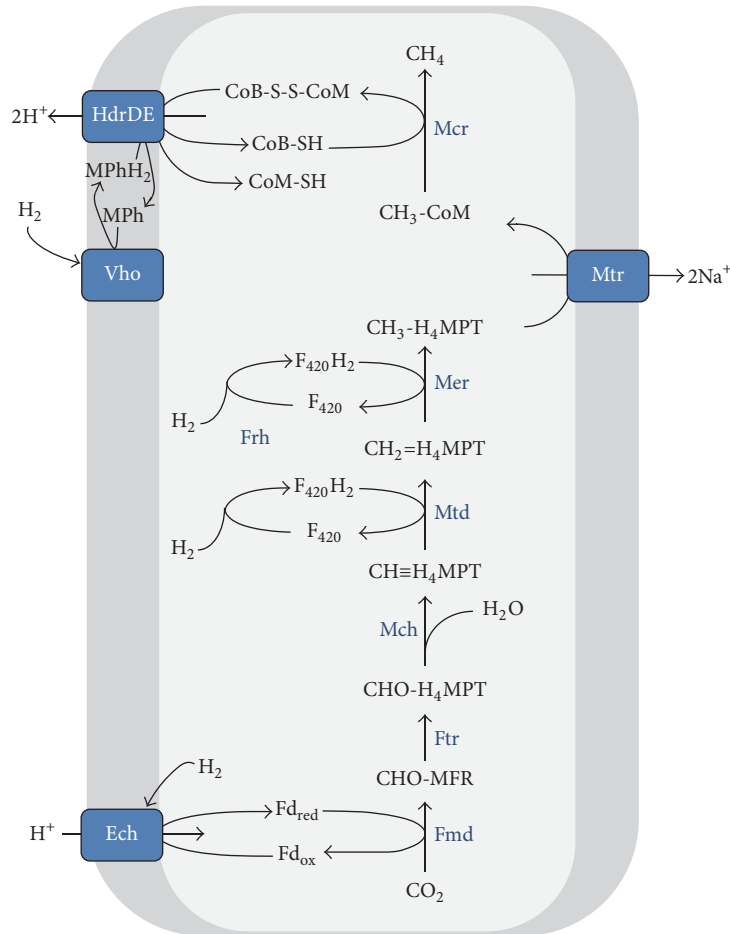 CH₄
CoB-S-S-CoM
2H⁺
HdrDE
Mcr
CoB-SH
MPhH₂
CoM-SH
H₂
MPh
CH₃-CoM
Vho
Mtr
2Na⁺
CH₃-H₄MPT
F₄₂₀H₂
Mer
F₄₂₀
H₂
Frh
CH₂=H₄MPT
F₄₂₀H₂
Mtd
F₄₂₀
H₂
CH≡H₄MPT
H₂O
Mch
CHO-H₄MPT
Ftr
H₂
CHO-MFR
Fd_red
H⁺
Ech
Fmd
Fd_ox
CO₂